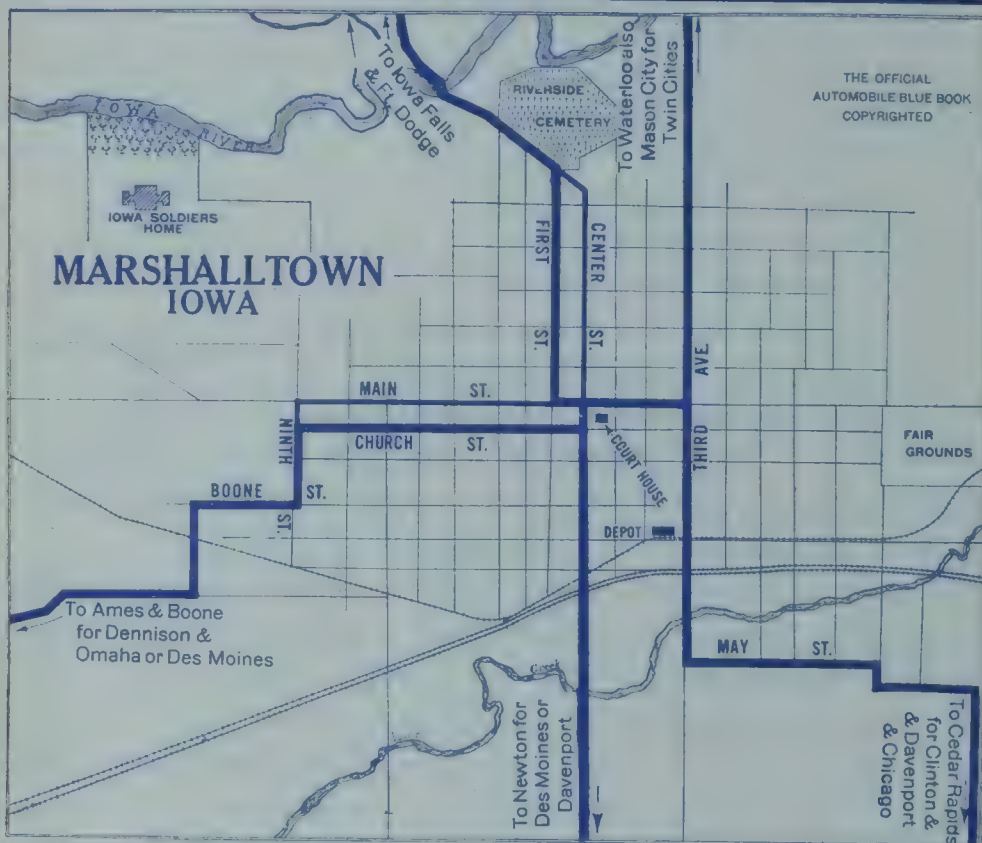 To Iowa Falls
& Ft. Dodge
RIVERSIDE
CEMETERY
To Waterloo also
Mason City for
Twin Cities
THE OFFICIAL
AUTOMOBILE BLUE BOOK
COPYRIGHTED
IOWA RIVER
IOWA SOLDIERS
HOME
MARSHALLTOWN
IOWA
FIRST ST.
CENTER ST.
THIRD AVE.
MAIN ST.
NINTH ST.
CHURCH ST.
COURT HOUSE
FAIR
GROUNDS
BOONE ST.
DEPOT
To Ames & Boone
for Dennison &
Omaha or Des Moines
MAY ST.
Creek
To Newton for
Des Moines or
Davenport
To Cedar Rapids
for Clinton &
& Davenport
& Chicago